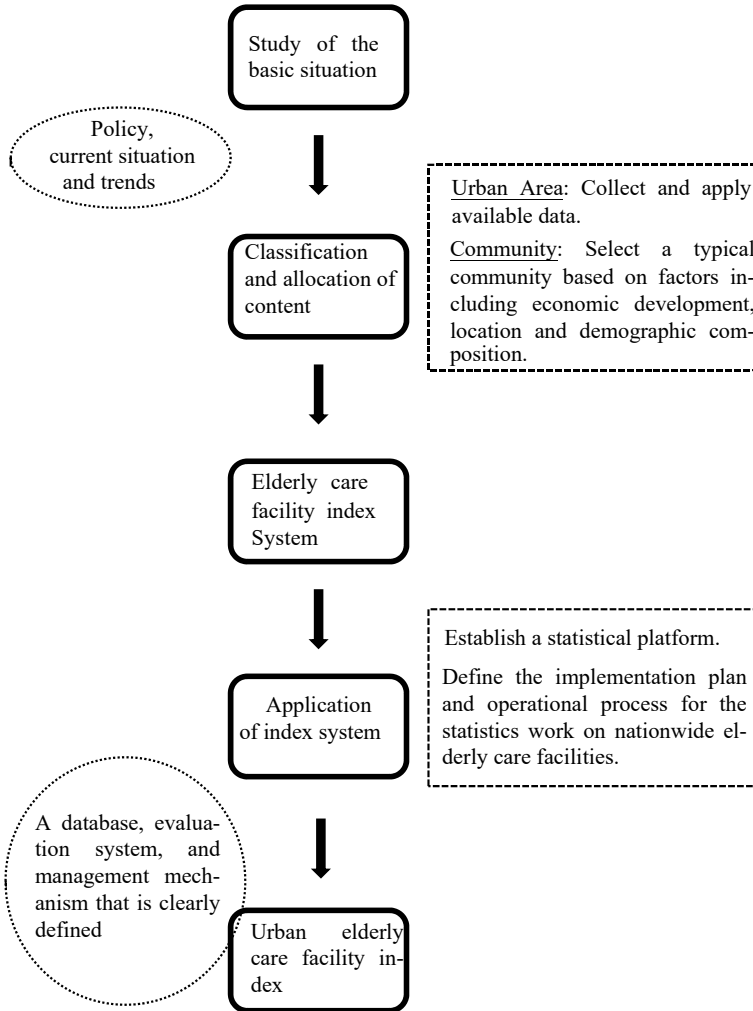 Study of the
basic situation
Policy,
current situation
and trends
Urban Area: Collect and apply
available data.
Community: Select a typical
community based on factors in-
cluding economic development,
location and demographic com-
position.
Classification
and allocation of
content
Elderly care
facility index
System
Establish a statistical platform.
Define the implementation plan
and operational process for the
statistics work on nationwide el-
derly care facilities.
Application
of index system
A database, evalua-
tion system, and
management mech-
anism that is clearly
defined
Urban elderly
care facility in-
dex